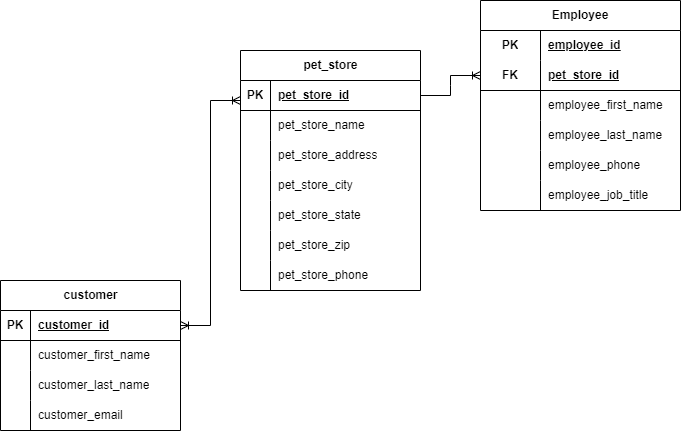 Employee
PK employee_id
FK pet_store_id
employee_first_name
employee_last_name
employee_phone
employee_job_title
pet_store
PK pet_store_id
pet_store_name
pet_store_address
pet_store_city
pet_store_state
pet_store_zip
pet_store_phone
customer
PK customer_id
customer_first_name
customer_last_name
customer_email